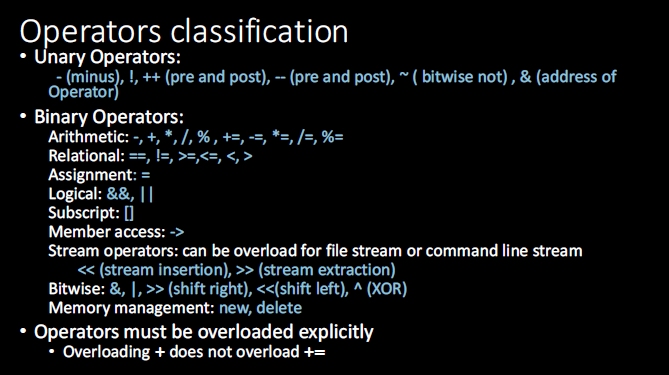 Operators classification
• Unary Operators:
- (minus), !, ++ (pre and post), -- (pre and post), ~ ( bitwise not) , & (address of
Operator)
• Binary Operators:
Arithmetic: -, +, *, /, % , +=, -=, *=, /=, %=
Relational: ==, !=, >=,<=, <, >
Assignment: =
Logical: &&, ||
Subscript: []
Member access: ->
Stream operators: can be overload for file stream or command line stream
<< (stream insertion), >> (stream extraction)
Bitwise: &, |, >> (shift right), <<(shift left), ^ (XOR)
Memory management: new, delete
• Operators must be overloaded explicitly
• Overloading + does not overload +=